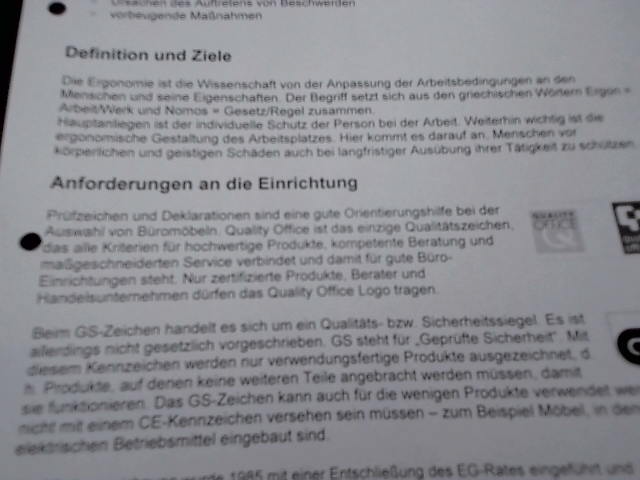 Ursachen des Auftretens von Beschwerden
vorbeugende Maßnahmen
Definition und Ziele
Die Ergonomie ist die Wissenschaft von der Anpassung der Arbeitsbedingungen an den
Menschen und seine Eigenschaften. Der Begriff setzt sich aus den griechischen Wörtern Ergon =
Arbeit/Werk und Nomos = Gesetz/Regel zusammen.
Hauptanliegen ist der individuelle Schutz der Person bei der Arbeit. Weiterhin wichtig ist die
ergonomische Gestaltung des Arbeitsplatzes. Hier kommt es darauf an, Menschen vor
körperlichen und geistigen Schäden auch bei langfristiger Ausübung ihrer Tätigkeit zu schützen.
Anforderungen an die Einrichtung
Prüfzeichen und Deklarationen sind eine gute Orientierungshilfe bei der
Auswahl von Büromöbeln. Quality Office ist das einzige Qualitätszeichen,
das alle Kriterien für hochwertige Produkte, kompetente Beratung und
maßgeschneiderten Service verbindet und damit für gute Büro-
Einrichtungen steht. Nur zertifizierte Produkte, Berater und
Handelsunternehmen dürfen das Quality Office Logo tragen.
QUALITY
OFFICE
Beim GS-Zeichen handelt es sich um ein Qualitäts- bzw. Sicherheitssiegel. Es ist
allerdings nicht gesetzlich vorgeschrieben. GS steht für „Geprüfte Sicherheit“. Mit
diesem Kennzeichen werden nur verwendungsfertige Produkte ausgezeichnet, d.
h. Produkte, auf denen keine weiteren Teile angebracht werden müssen, damit
sie funktionieren. Das GS-Zeichen kann auch für die wenigen Produkte verwendet wer
nicht mit einem CE-Kennzeichen versehen sein müssen – zum Beispiel Möbel, in den
elektrischen Betriebsmittel eingebaut sind.
wurde 1985 mit einer Entschließung des EG-Rates eingeführt und